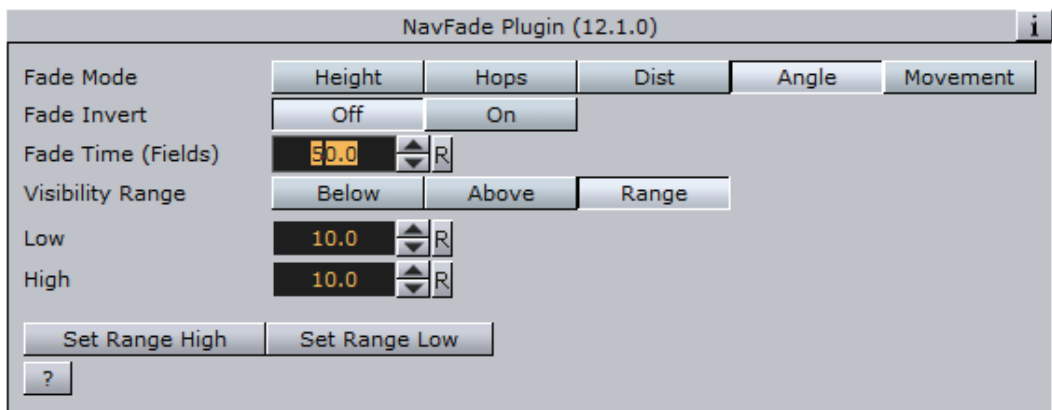 NavFade Plugin (12.1.0) i
Fade Mode Height Hops Dist Angle Movement
Fade Invert Off On
Fade Time (Fields) 50.0 R
Visibility Range Below Above Range
Low 10.0 R
High 10.0 R
Set Range High Set Range Low
?